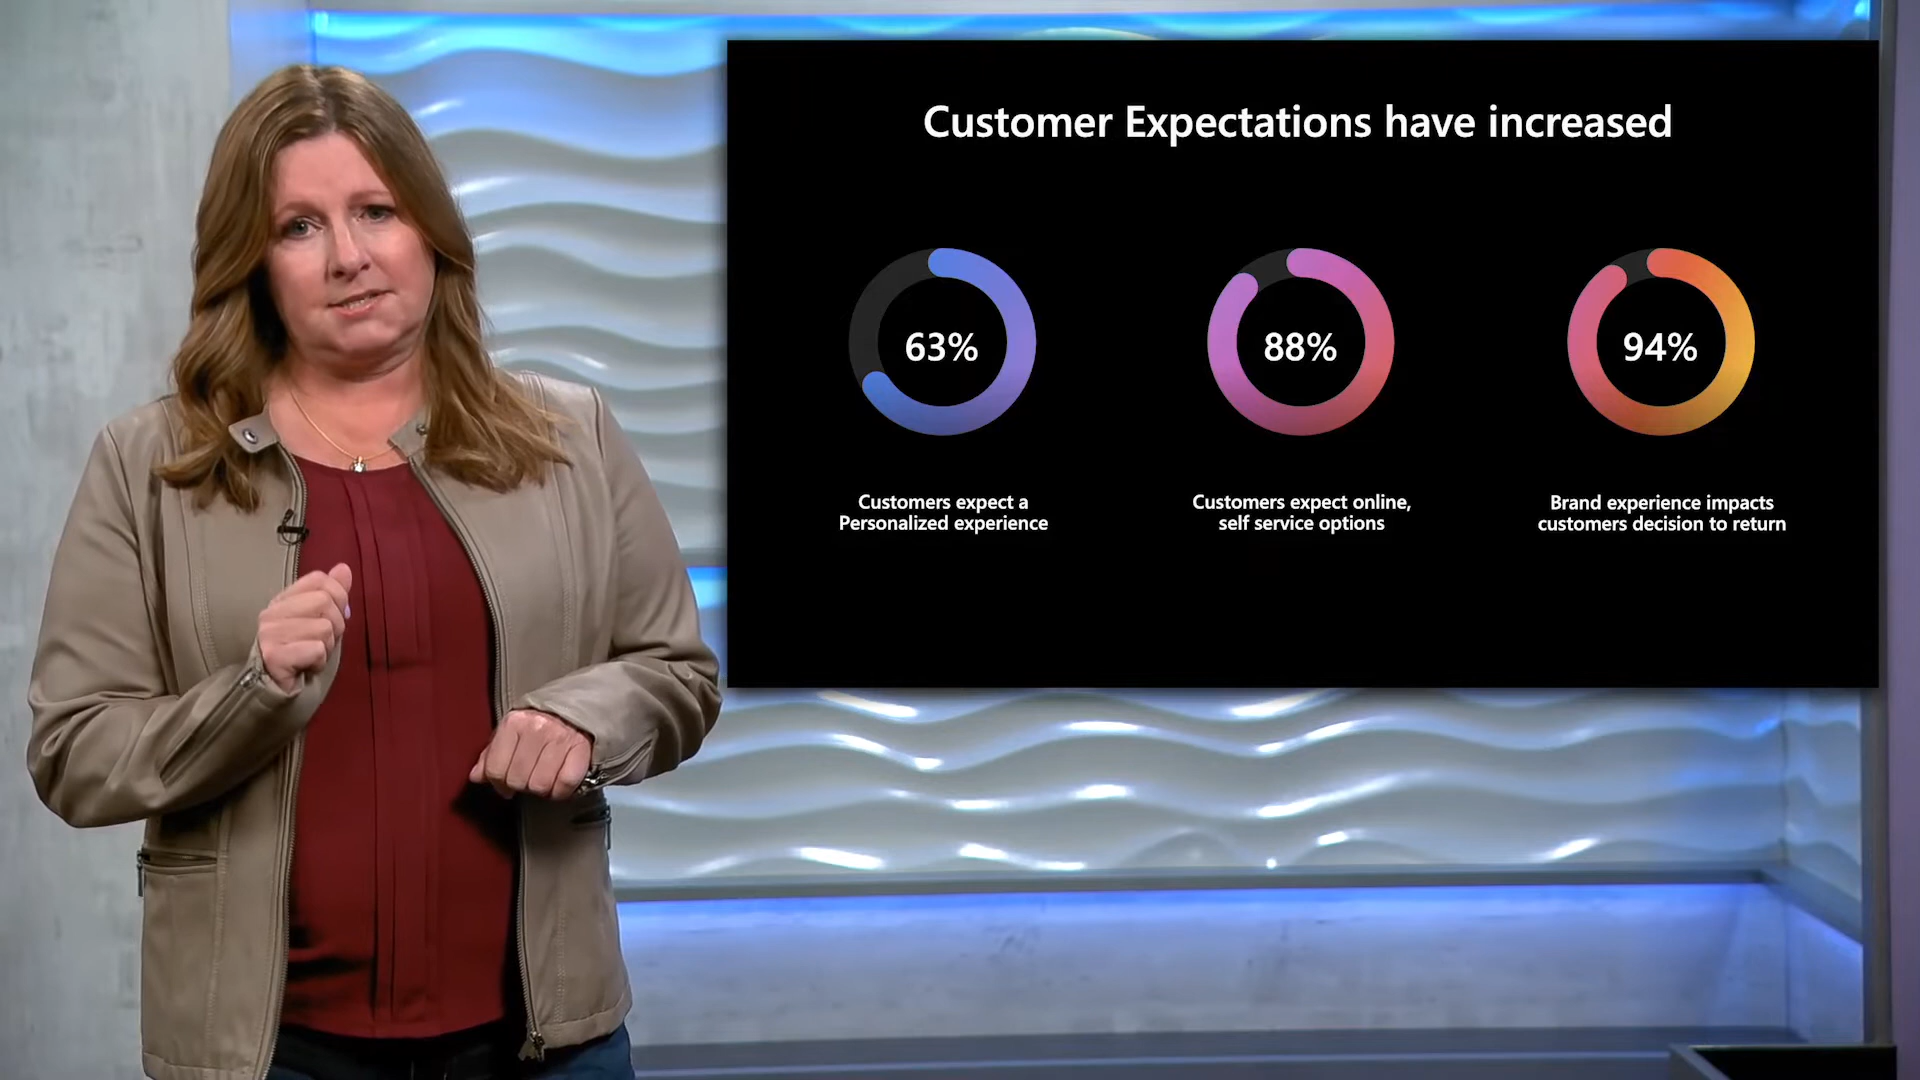 Customer Expectations have increased
63%
88%
94%
Customers expect a
Personalized experience
Customers expect online,
self service options
Brand experience impacts
customers decision to return